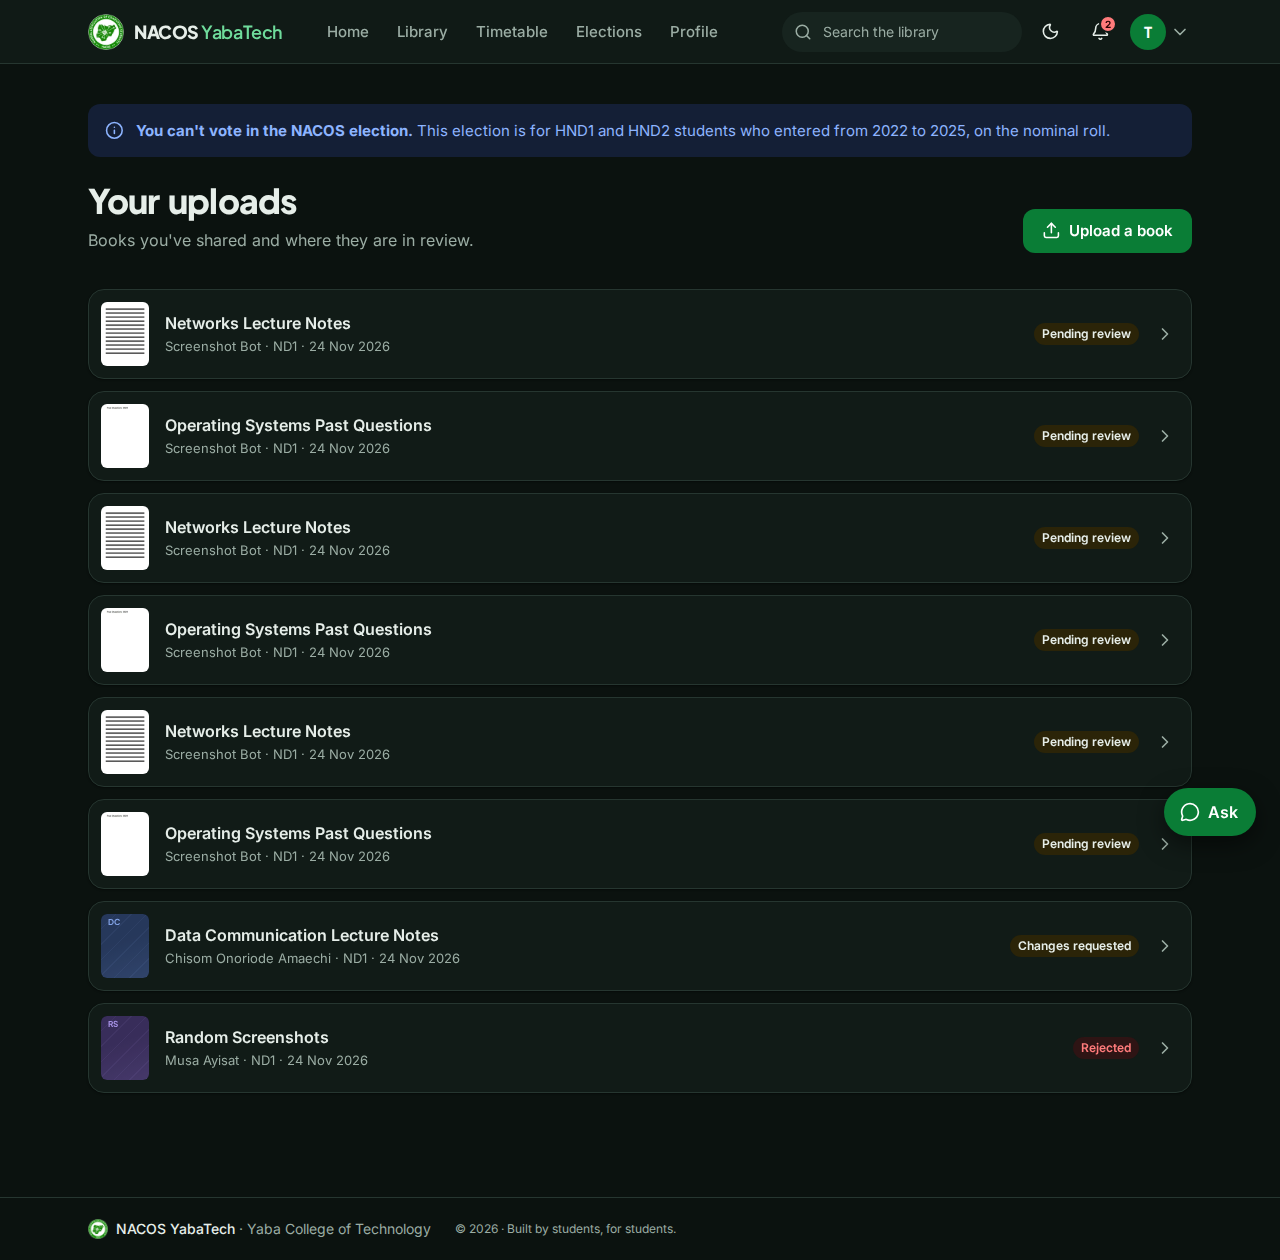 NACOS YabaTech
Home
Library
Timetable
Elections
Profile
Search the library
2
T
You can't vote in the NACOS election. This election is for HND1 and HND2 students who entered from 2022 to 2025, on the nominal roll.
Your uploads
Books you've shared and where they are in review.
Upload a book
Networks Lecture Notes
Screenshot Bot · ND1 · 24 Nov 2026
Pending review
Operating Systems Past Questions
Screenshot Bot · ND1 · 24 Nov 2026
Pending review
Networks Lecture Notes
Screenshot Bot · ND1 · 24 Nov 2026
Pending review
Operating Systems Past Questions
Screenshot Bot · ND1 · 24 Nov 2026
Pending review
Networks Lecture Notes
Screenshot Bot · ND1 · 24 Nov 2026
Pending review
Operating Systems Past Questions
Screenshot Bot · ND1 · 24 Nov 2026
Pending review
Ask
DC
Data Communication Lecture Notes
Chisom Onoriode Amaechi · ND1 · 24 Nov 2026
Changes requested
RS
Random Screenshots
Musa Ayisat · ND1 · 24 Nov 2026
Rejected
NACOS YabaTech · Yaba College of Technology
© 2026 · Built by students, for students.